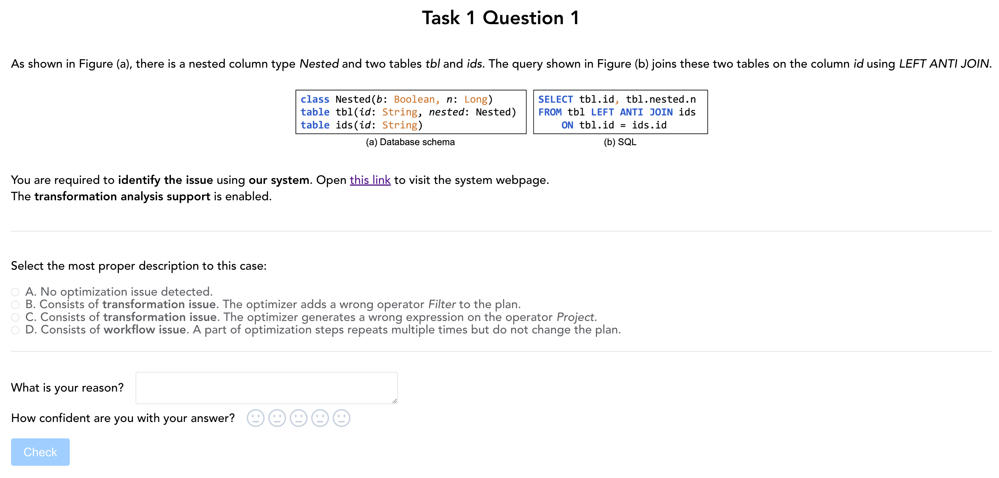 Task 1 Question 1
As shown in Figure (a), there is a nested column type Nested and two tables tbl and ids. The query shown in Figure (b) joins these two tables on the column id using LEFT ANTI JOIN.
class Nested(b: Boolean, n: Long)
table tbl(id: String, nested: Nested)
table ids(id: String)
(a) Database schema
SELECT tbl.id, tbl.nested.n
FROM tbl LEFT ANTI JOIN ids
ON tbl.id = ids.id
(b) SQL
You are required to identify the issue using our system. Open this link to visit the system webpage.
The transformation analysis support is enabled.
Select the most proper description to this case:
A. No optimization issue detected.
B. Consists of transformation issue. The optimizer adds a wrong operator Filter to the plan.
C. Consists of transformation issue. The optimizer generates a wrong expression on the operator Project.
D. Consists of workflow issue. A part of optimization steps repeats multiple times but do not change the plan.
What is your reason?
How confident are you with your answer?
Check